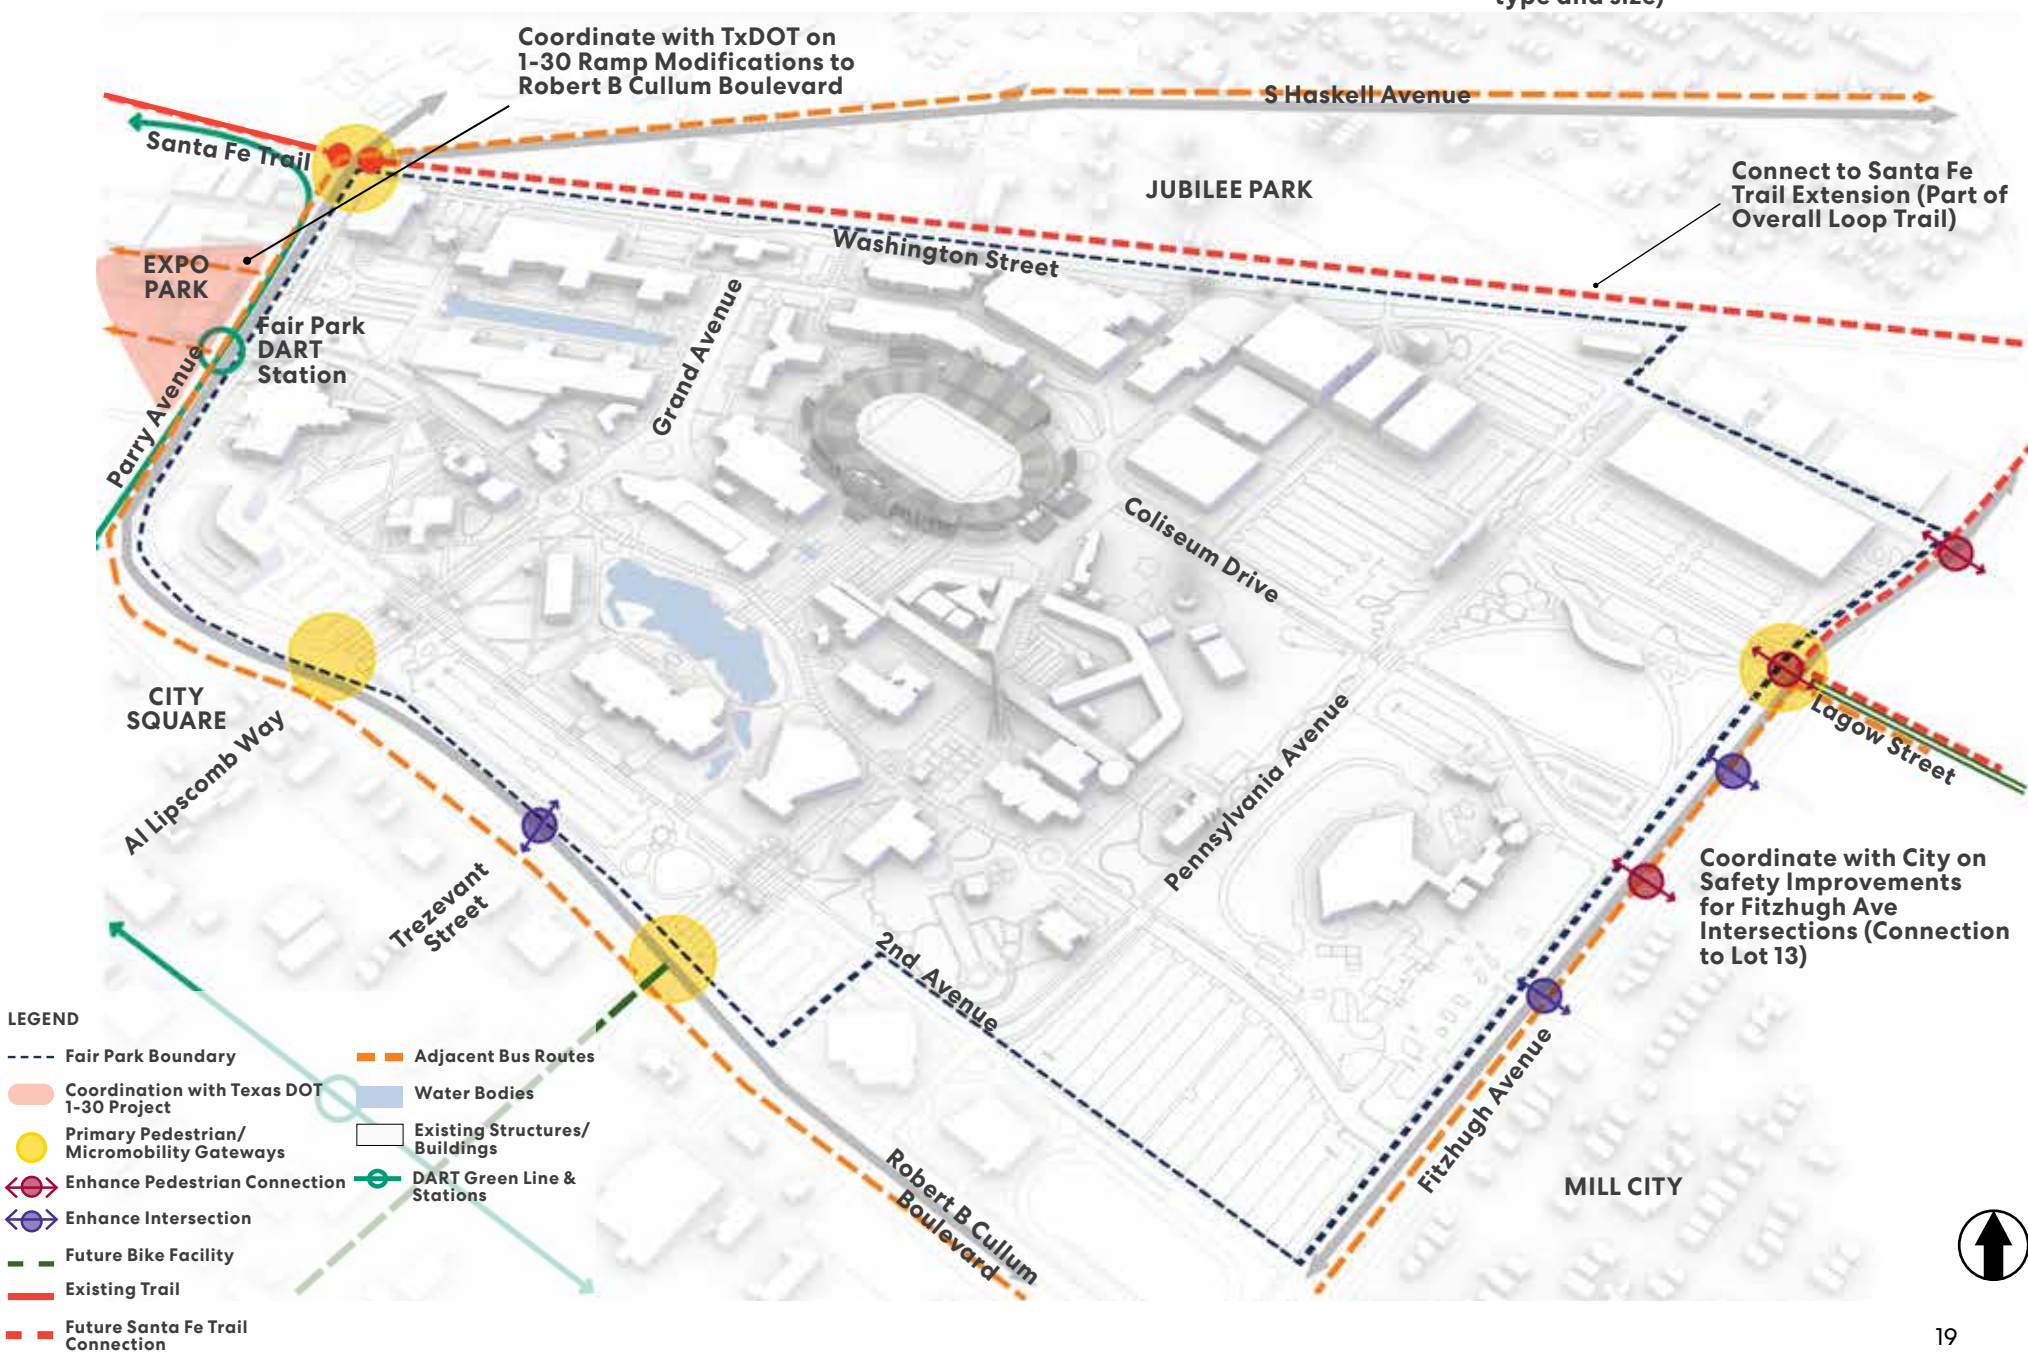 type and size)
Coordinate with TxDOT on
1-30 Ramp Modifications to
Robert B Cullum Boulevard
S Haskell Avenue
Santa Fe Trail
JUBILEE PARK
Connect to Santa Fe
Trail Extension (Part of
Overall Loop Trail)
Washington Street
EXPO
PARK
Fair Park
DART
Station
Grand Avenue
Parry Avenue
Coliseum Drive
CITY
SQUARE
Al Lipscomb Way
Lagow Street
Pennsylvania Avenue
Trezevant
Street
Coordinate with City on
Safety Improvements
for Fitzhugh Ave
Intersections (Connection
to Lot 13)
2nd Avenue
Fitzhugh Avenue
Robert B Cullum
Boulevard
MILL CITY
LEGEND
Fair Park Boundary
Coordination with Texas DOT
1-30 Project
Primary Pedestrian/
Micromobility Gateways
Enhance Pedestrian Connection
Enhance Intersection
Future Bike Facility
Existing Trail
Future Santa Fe Trail
Connection
Adjacent Bus Routes
Water Bodies
Existing Structures/
Buildings
DART Green Line &
Stations
19